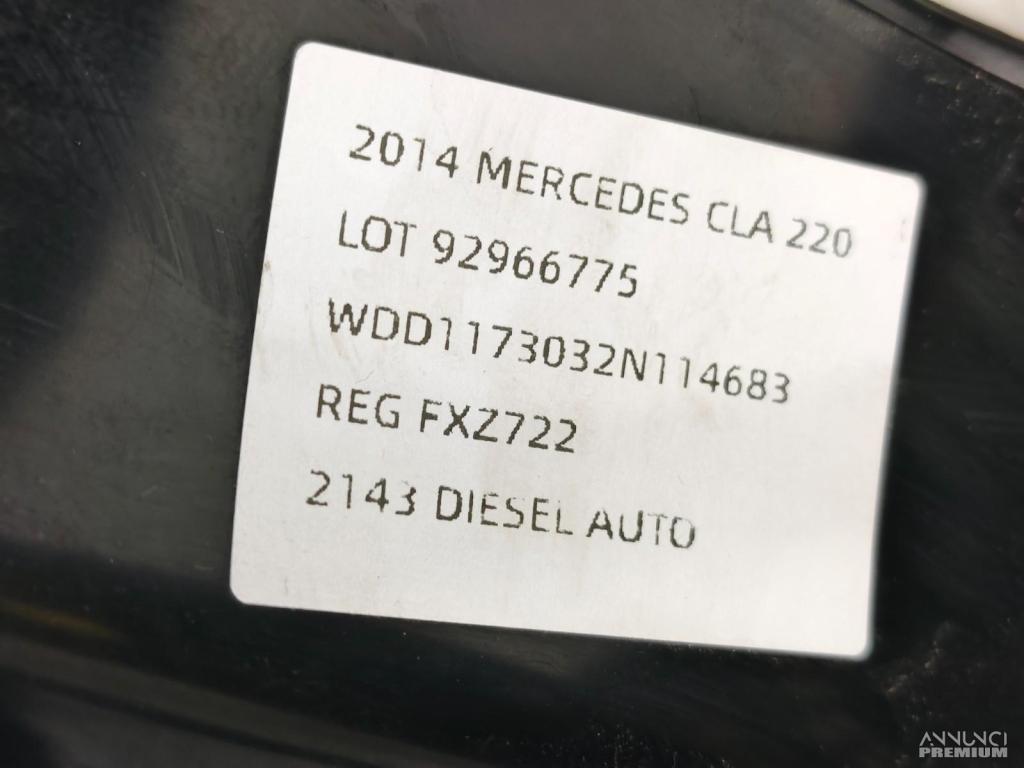 2014 MERCEDES CLA 220
LOT 92966775
WDD1173032N114683
REG FXZ722
2143 DIESEL AUTO
ANNUNCI
PREMIUM